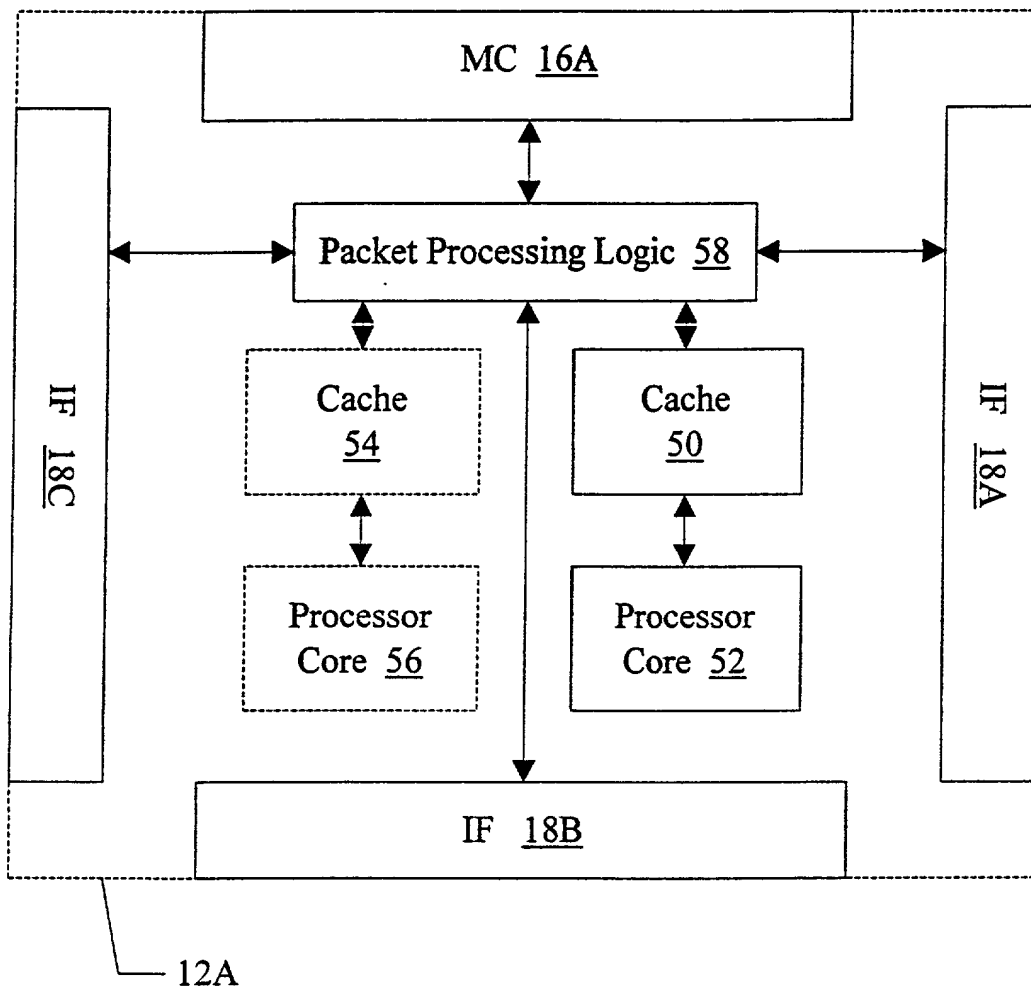 MC 16A
Packet Processing Logic 58
IF 18C
Cache
54
Cache
50
IF 18A
Processor
Core 56
Processor
Core 52
IF 18B
12A